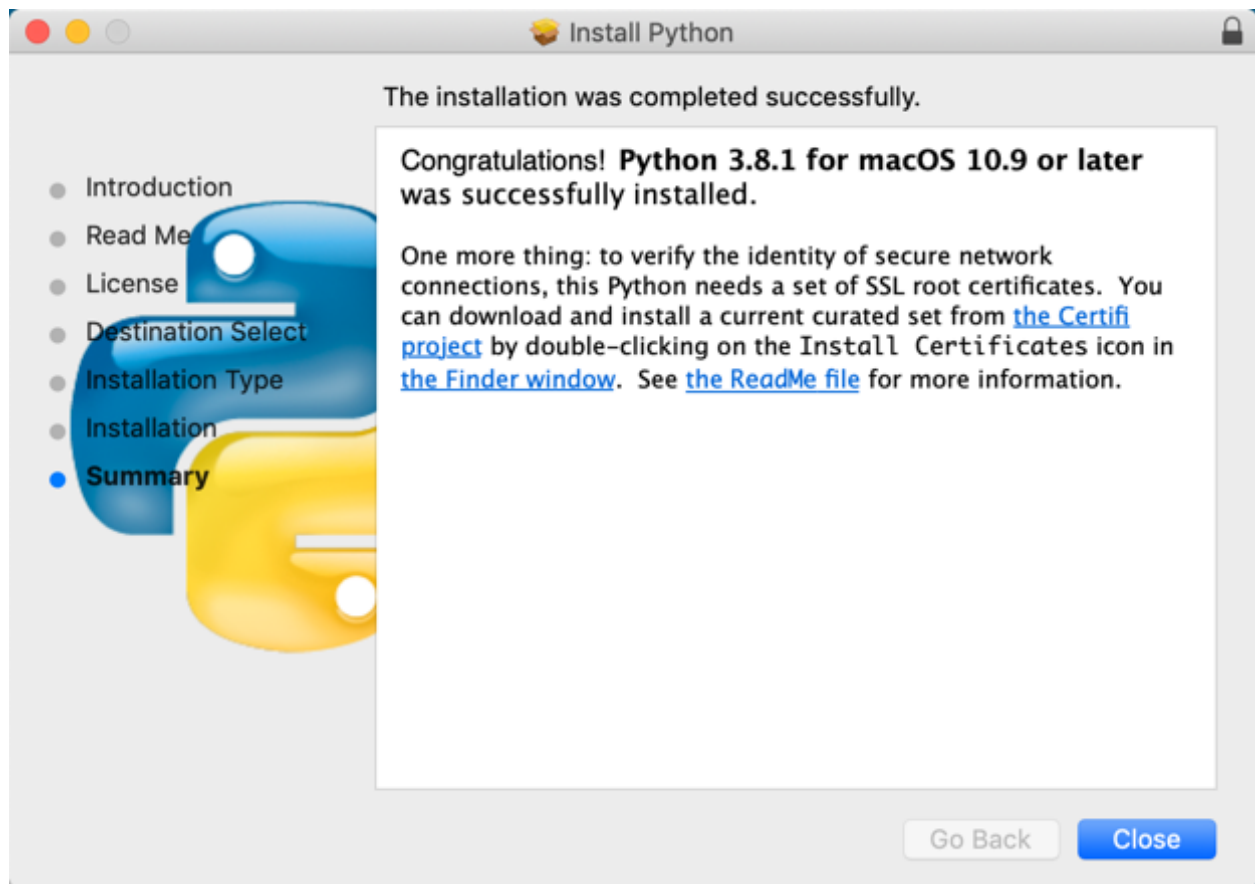 Install Python
The installation was completed successfully.
Introduction
Read Me
License
Destination Select
Installation Type
Installation
Summary
Congratulations! Python 3.8.1 for macOS 10.9 or later
was successfully installed.
One more thing: to verify the identity of secure network
connections, this Python needs a set of SSL root certificates. You
can download and install a current curated set from the Certifi
project by double-clicking on the Install Certificates icon in
the Finder window. See the ReadMe file for more information.
Go Back
Close